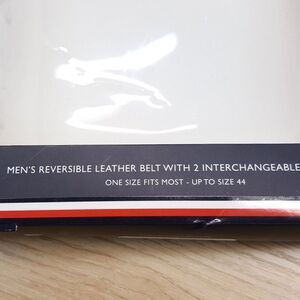 MEN'S REVERSIBLE LEATHER BELT WITH 2 INTERCHANGEABLE
ONE SIZE FITS MOST - UP TO SIZE 44